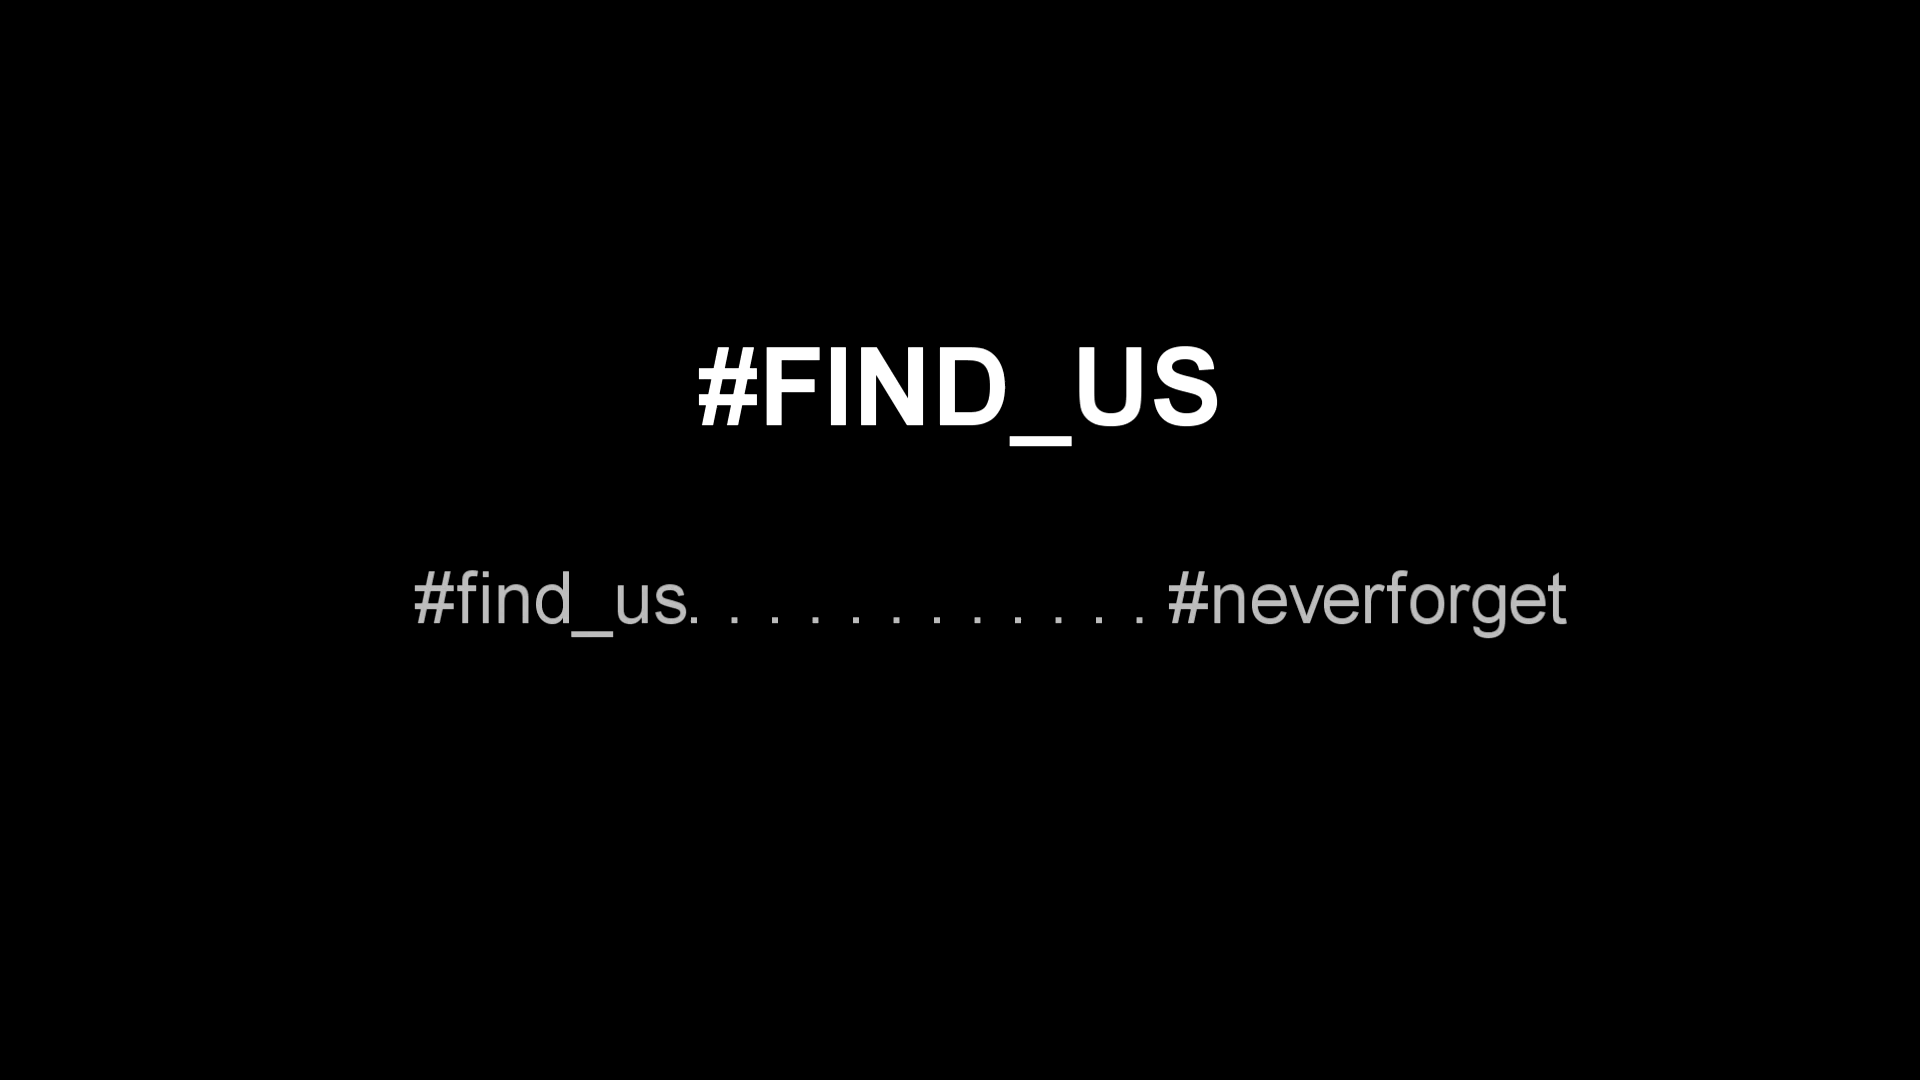 #FIND_US
#find_us. . . . . . . . . . . . #neverforget